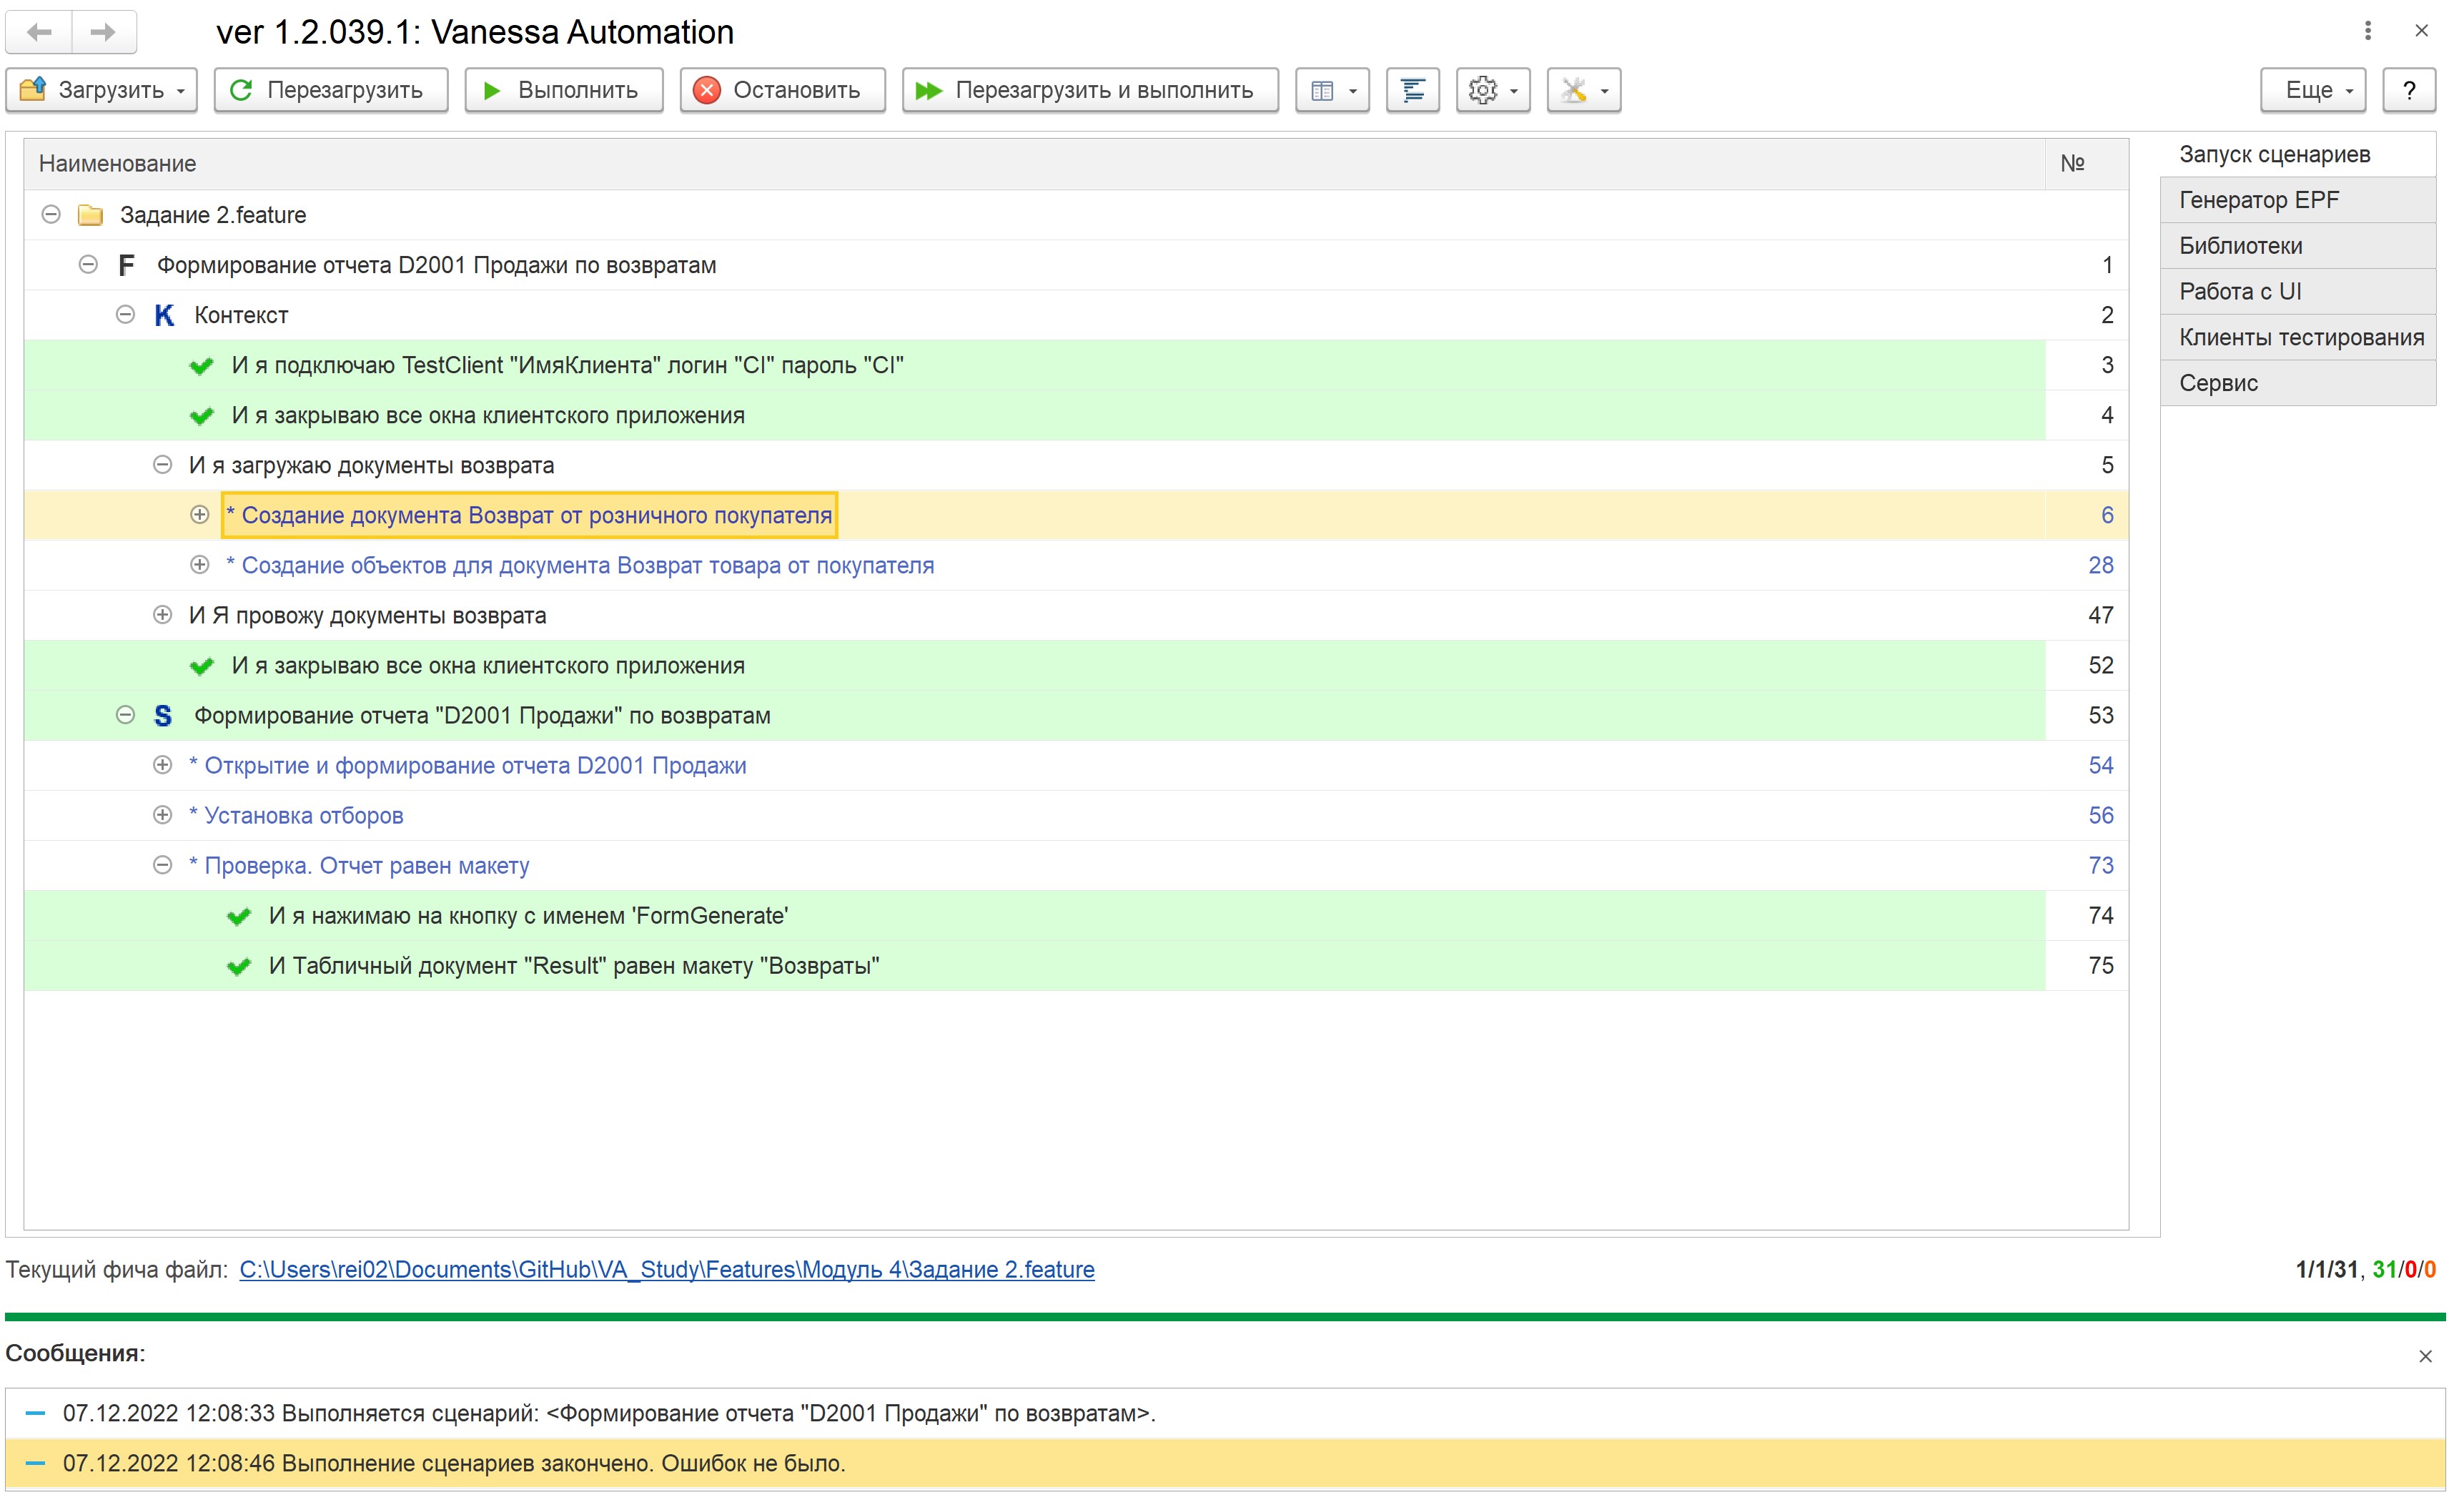 ver 1.2.039.1: Vanessa Automation
Загрузить Перезагрузить Выполнить Остановить Перезагрузить и выполнить Еще ?
Наименование №
Задание 2.feature
F Формирование отчета D2001 Продажи по возвратам 1
K Контекст 2
И я подключаю TestClient "ИмяКлиента" логин "CI" пароль "CI" 3
И я закрываю все окна клиентского приложения 4
И я загружаю документы возврата 5
* Создание документа Возврат от розничного покупателя 6
* Создание объектов для документа Возврат товара от покупателя 28
И Я провожу документы возврата 47
И я закрываю все окна клиентского приложения 52
S Формирование отчета "D2001 Продажи" по возвратам 53
* Открытие и формирование отчета D2001 Продажи 54
* Установка отборов 56
* Проверка. Отчет равен макету 73
И я нажимаю на кнопку с именем 'FormGenerate' 74
И Табличный документ "Result" равен макету "Возвраты" 75
Запуск сценариев
Генератор EPF
Библиотеки
Работа с UI
Клиенты тестирования
Сервис
Текущий фича файл: C:\Users\rei02\Documents\GitHub\VA_Study\Features\Модуль 4\Задание 2.feature 1/1/31, 31/0/0
Сообщения:
07.12.2022 12:08:33 Выполняется сценарий: <Формирование отчета "D2001 Продажи" по возвратам>.
07.12.2022 12:08:46 Выполнение сценариев закончено. Ошибок не было.